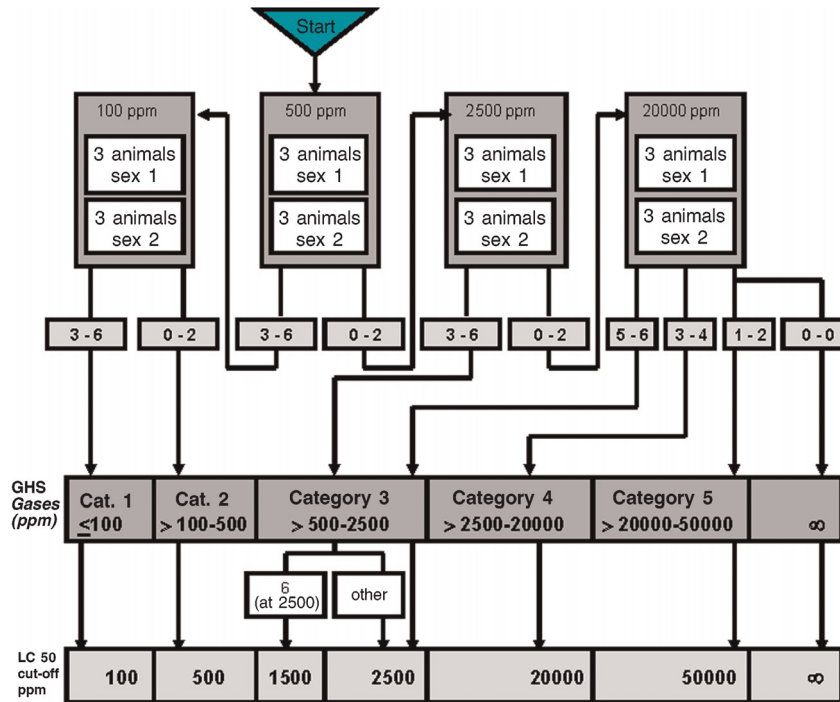 Start
100 ppm
500 ppm
2500 ppm
20000 ppm
3 animals
sex 1
3 animals
sex 2
3 animals
sex 1
3 animals
sex 2
3 animals
sex 1
3 animals
sex 2
3 animals
sex 1
3 animals
sex 2
3 - 6
0 - 2
3 - 6
0 - 2
3 - 6
0 - 2
5 - 6
3 - 4
1 - 2
0 - 0
GHS
Gases
(ppm)
Cat. 1
≤100
Cat. 2
> 100-500
Category 3
> 500-2500
Category 4
> 2500-20000
Category 5
> 20000-50000
∞
6
(at 2500)
other
LC 50
cut-off
ppm
100
500
1500
2500
20000
50000
∞